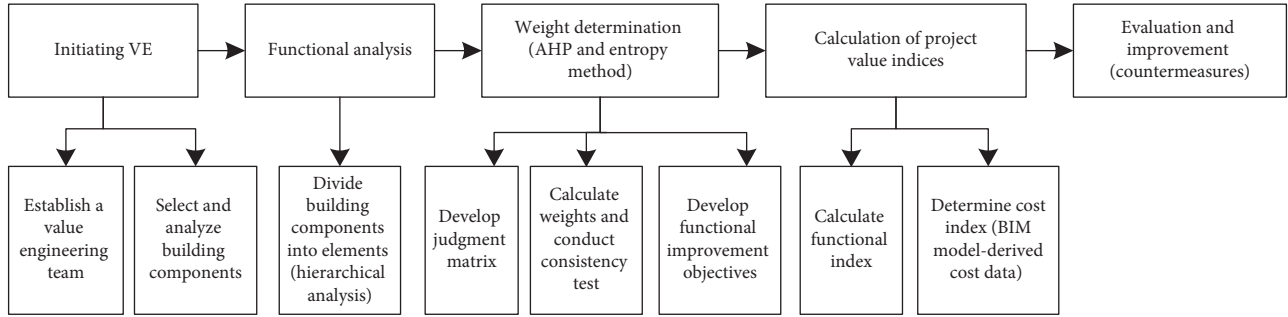 Initiating VE
Functional analysis
Weight determination
(AHP and entropy
method)
Calculation of project
value indices
Evaluation and
improvement
(countermeasures)
Establish a
value
engineering
team
Select and
analyze
building
components
Divide
building
components
into elements
(hierarchical
analysis)
Develop
judgment
matrix
Calculate
weights and
conduct
consistency
test
Develop
functional
improvement
objectives
Calculate
functional
index
Determine cost
index (BIM
model-derived
cost data)